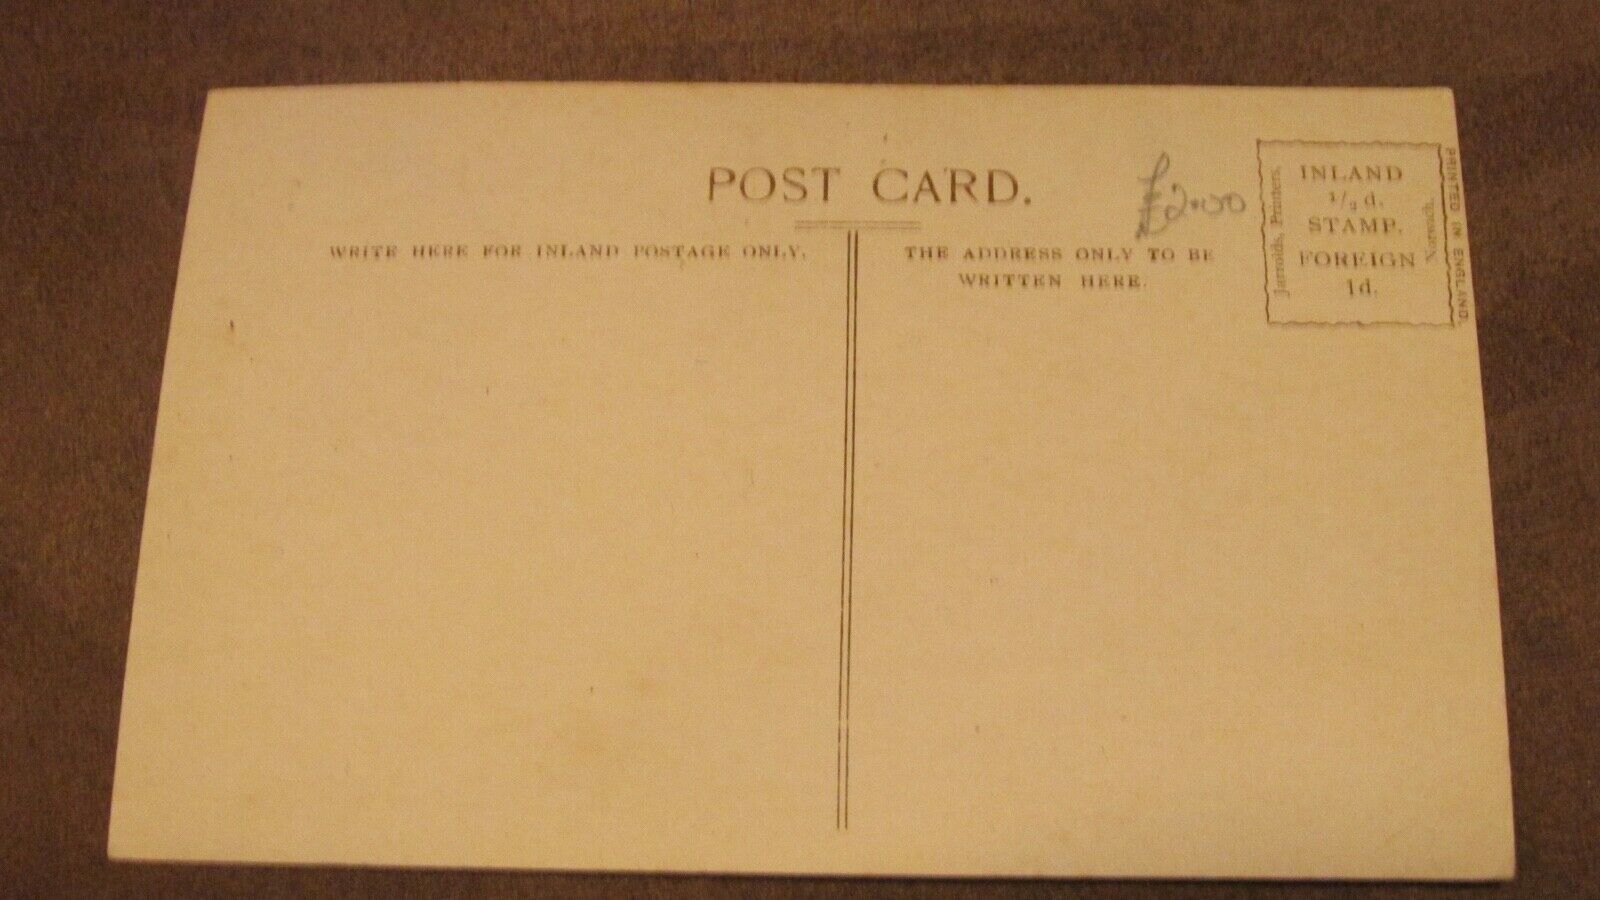 POST CARD.
£2.00
WRITE HERE FOR INLAND POSTAGE ONLY.
THE ADDRESS ONLY TO BE
WRITTEN HERE.
INLAND
1/2 d.
STAMP,
FOREIGN
1d.
Jarrolds, Printers,
Norwich.
PRINTED IN ENGLAND.